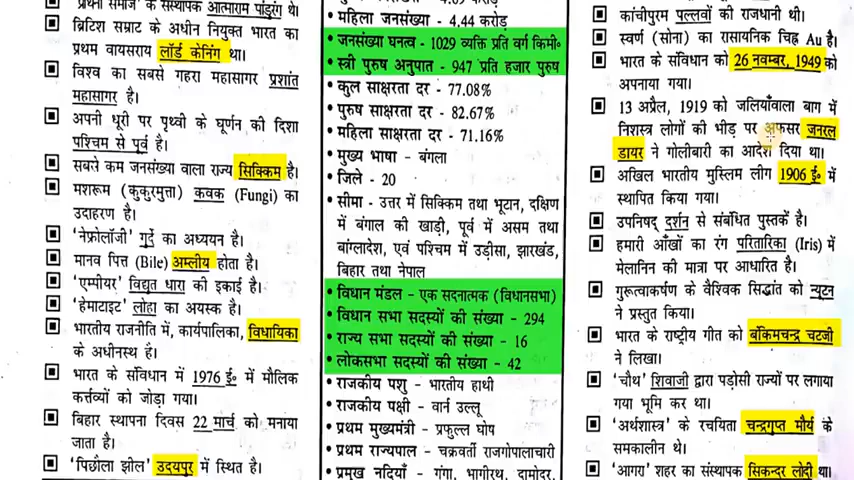 'प्रार्थना समाज' के संस्थापक आत्माराम पांडुरंग थे।
ब्रिटिश सम्राट के अधीन नियुक्त भारत का
प्रथम वायसराय लॉर्ड केनिंग था।
विश्व का सबसे गहरा महासागर प्रशांत
महासागर है।
अपनी धूरी पर पृथ्वी के घूर्णन की दिशा
पश्चिम से पूर्व है।
सबसे कम जनसंख्या वाला राज्य सिक्किम है।
मशरूम (कुकुरमुत्ता) कवक (Fungi) का
उदाहरण है।
'नेफ्रोलॉजी' गुर्दे का अध्ययन है।
मानव पित्त (Bile) अम्लीय होता है।
'एम्पीयर' विद्युत धारा की इकाई है।
'हेमाटाइट' लोहा का अयस्क है।
भारतीय राजनीति में, कार्यपालिका, विधायिका
के अधीनस्थ है।
भारत के संविधान में 1976 ई० में मौलिक
कर्त्तव्यों को जोड़ा गया।
बिहार स्थापना दिवस 22 मार्च को मनाया
जाता है।
'पिछौला झील' उदयपुर में स्थित है।
• महिला जनसंख्या - 4.44 करोड़
• जनसंख्या घनत्व - 1029 व्यक्ति प्रति वर्ग किमी॰
• स्त्री पुरुष अनुपात - 947 प्रति हजार पुरुष
• कुल साक्षरता दर - 77.08%
• पुरुष साक्षरता दर - 82.67%
• महिला साक्षरता दर - 71.16%
• मुख्य भाषा - बंगला
• जिले - 20
• सीमा - उत्तर में सिक्किम तथा भूटान, दक्षिण
में बंगाल की खाड़ी, पूर्व में असम तथा
बांग्लादेश, एवं पश्चिम में उड़ीसा, झारखंड,
बिहार तथा नेपाल
• विधान मंडल - एक सदनात्मक (विधानसभा)
• विधान सभा सदस्यों की संख्या - 294
• राज्य सभा सदस्यों की संख्या - 16
• लोकसभा सदस्यों की संख्या - 42
• राजकीय पशु - भारतीय हाथी
• राजकीय पक्षी - वार्न उल्लू
• प्रथम मुख्यमंत्री - प्रफुल्ल घोष
• प्रथम राज्यपाल - चक्रवर्ती राजगोपालाचारी
• प्रमुख नदियाँ - गंगा, भागीरथ, दामोदर,
कांचीपुरम पल्लवों की राजधानी थी।
स्वर्ण (सोना) का रासायनिक चिह्न Au है।
भारत के संविधान को 26 नवम्बर, 1949 को
अपनाया गया।
13 अप्रैल, 1919 को जलियाँवाला बाग में
निशस्त्र लोगों की भीड़ पर अफसर जनरल
डायर ने गोलीबारी का आदेश दिया था।
अखिल भारतीय मुस्लिम लीग 1906 ई० में
स्थापित किया गया।
उपनिषद् दर्शन से संबंधित पुस्तकें है।
हमारी आँखों का रंग परितारिका (Iris) में
मेलानिन की मात्रा पर आधारित है।
गुरूत्वाकर्षण के वैश्विक सिद्धांत को न्यूटन
ने प्रस्तुत किया।
भारत के राष्ट्रीय गीत को बंकिमचन्द्र चटर्जी
ने लिखा।
'चौथ' शिवाजी द्वारा पड़ोसी राज्यों पर लगाया
गया भूमि कर था।
'अर्थशास्त्र' के रचयिता चन्द्रगुप्त मौर्य के
समकालीन थे।
'आगरा' शहर का संस्थापक सिकन्दर लोदी था।